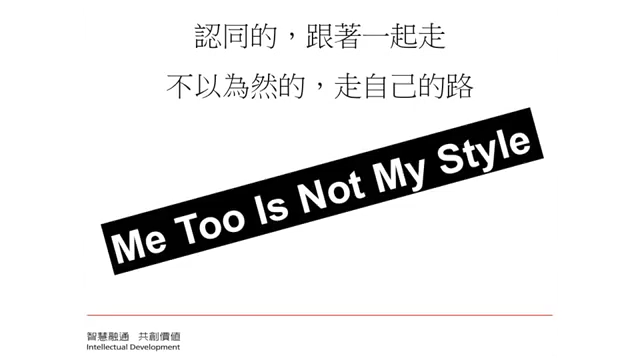 認同的，跟著一起走
不以為然的，走自己的路
Me Too Is Not My Style
智慧融通 共創價值
Intellectual Development